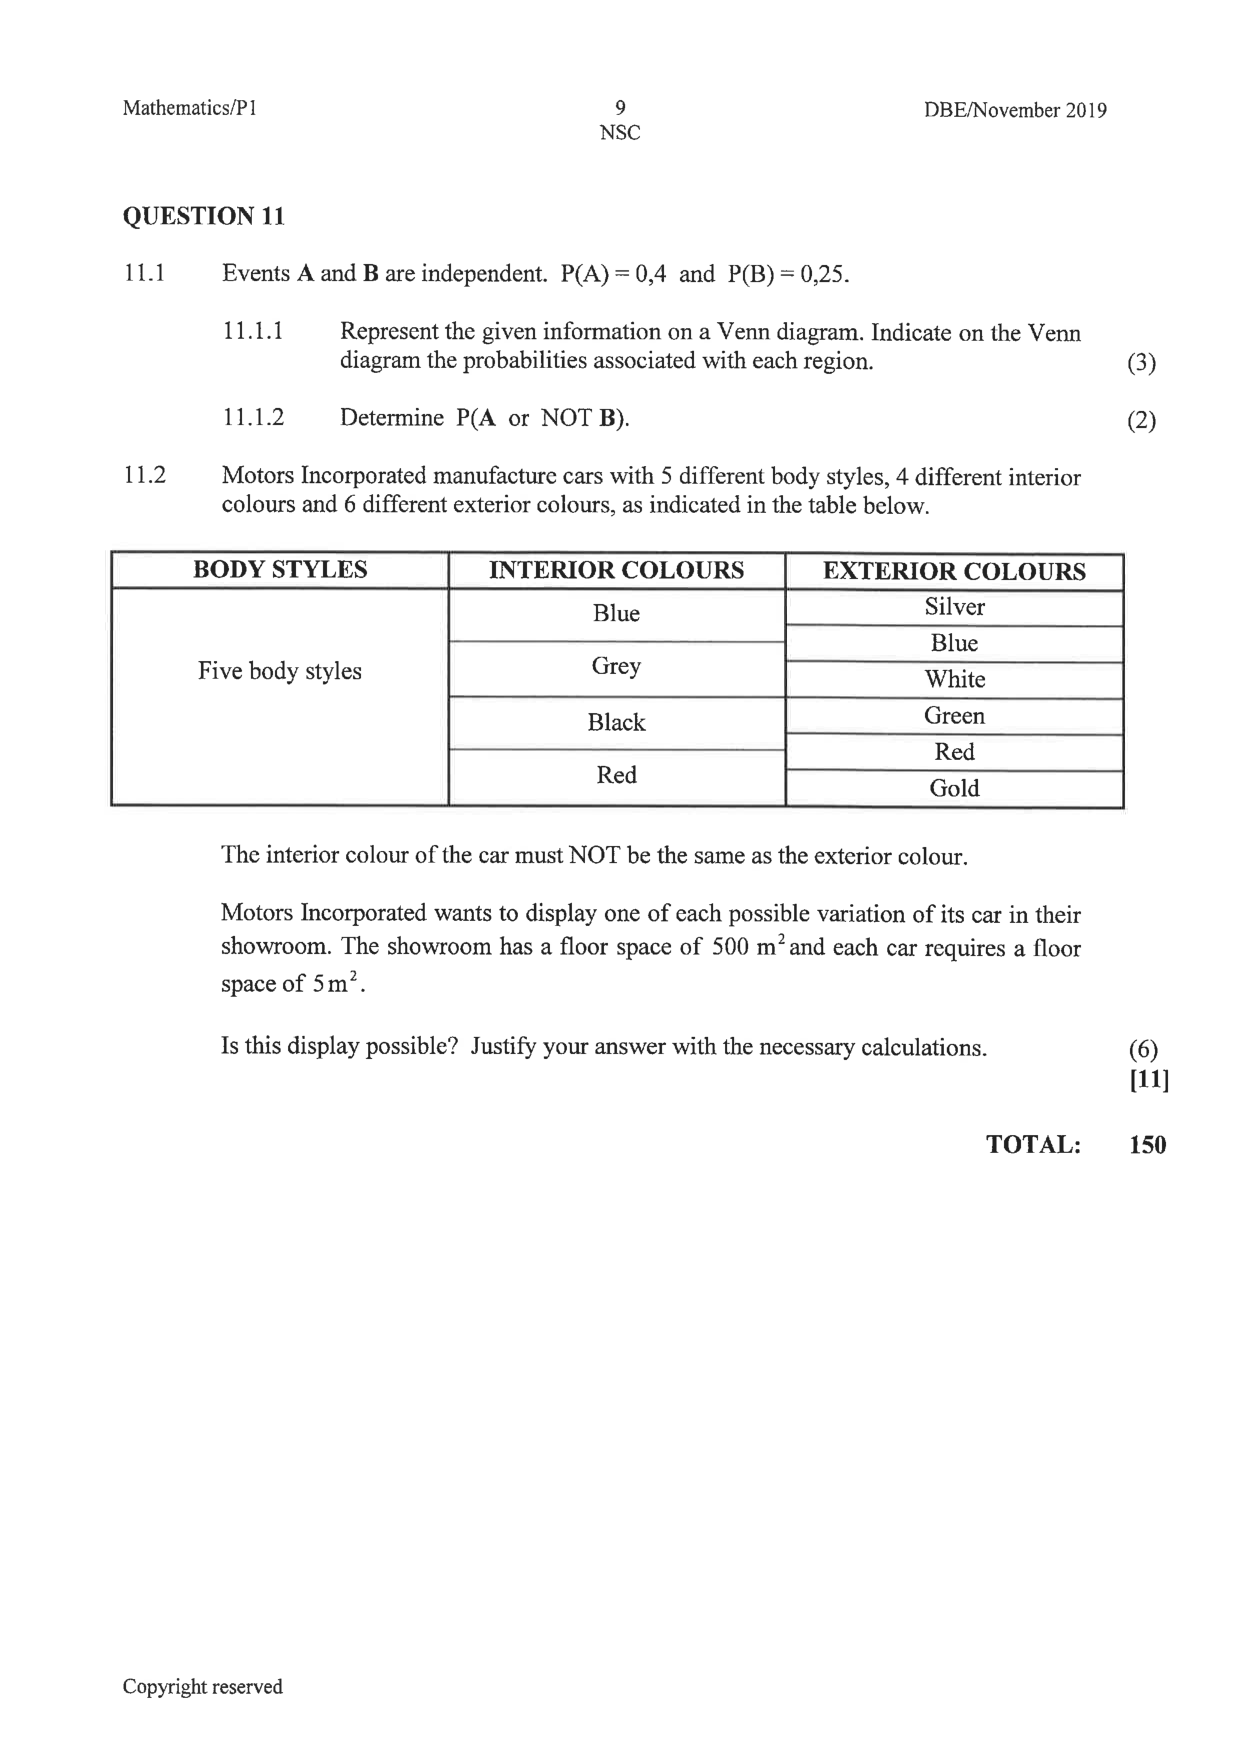 Mathematics/P1
9
DBE/November 2019
NSC
QUESTION 11
11.1 Events A and B are independent. P(A) = 0,4 and P(B) = 0,25.
11.1.1 Represent the given information on a Venn diagram. Indicate on the Venn
diagram the probabilities associated with each region. (3)
11.1.2 Determine P(A or NOT B). (2)
11.2 Motors Incorporated manufacture cars with 5 different body styles, 4 different interior
colours and 6 different exterior colours, as indicated in the table below.
BODY STYLES
INTERIOR COLOURS
EXTERIOR COLOURS
Five body styles
Blue
Grey
Black
Red
Silver
Blue
White
Green
Red
Gold
The interior colour of the car must NOT be the same as the exterior colour.
Motors Incorporated wants to display one of each possible variation of its car in their
showroom. The showroom has a floor space of 500 m² and each car requires a floor
space of 5 m².
Is this display possible? Justify your answer with the necessary calculations. (6)
[11]
TOTAL: 150
Copyright reserved